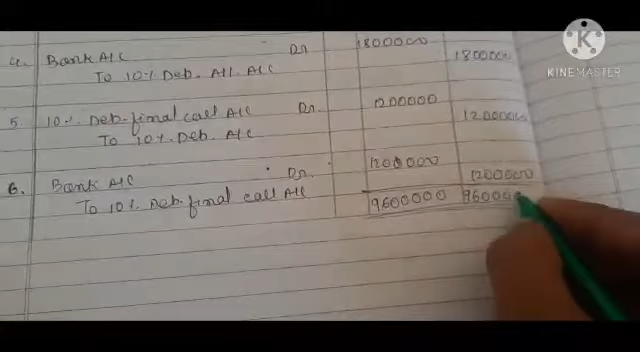 4. Bank A/C Dr. 1800000
To 10% Deb. All. A/C 1800000
5. 10% Deb. final call A/C Dr. 1200000
To 10% Deb. A/C 1200000
6. Bank A/C Dr. 1200000
To 10% Deb. final call A/C 1200000
9600000 960000
K
KINEMASTER